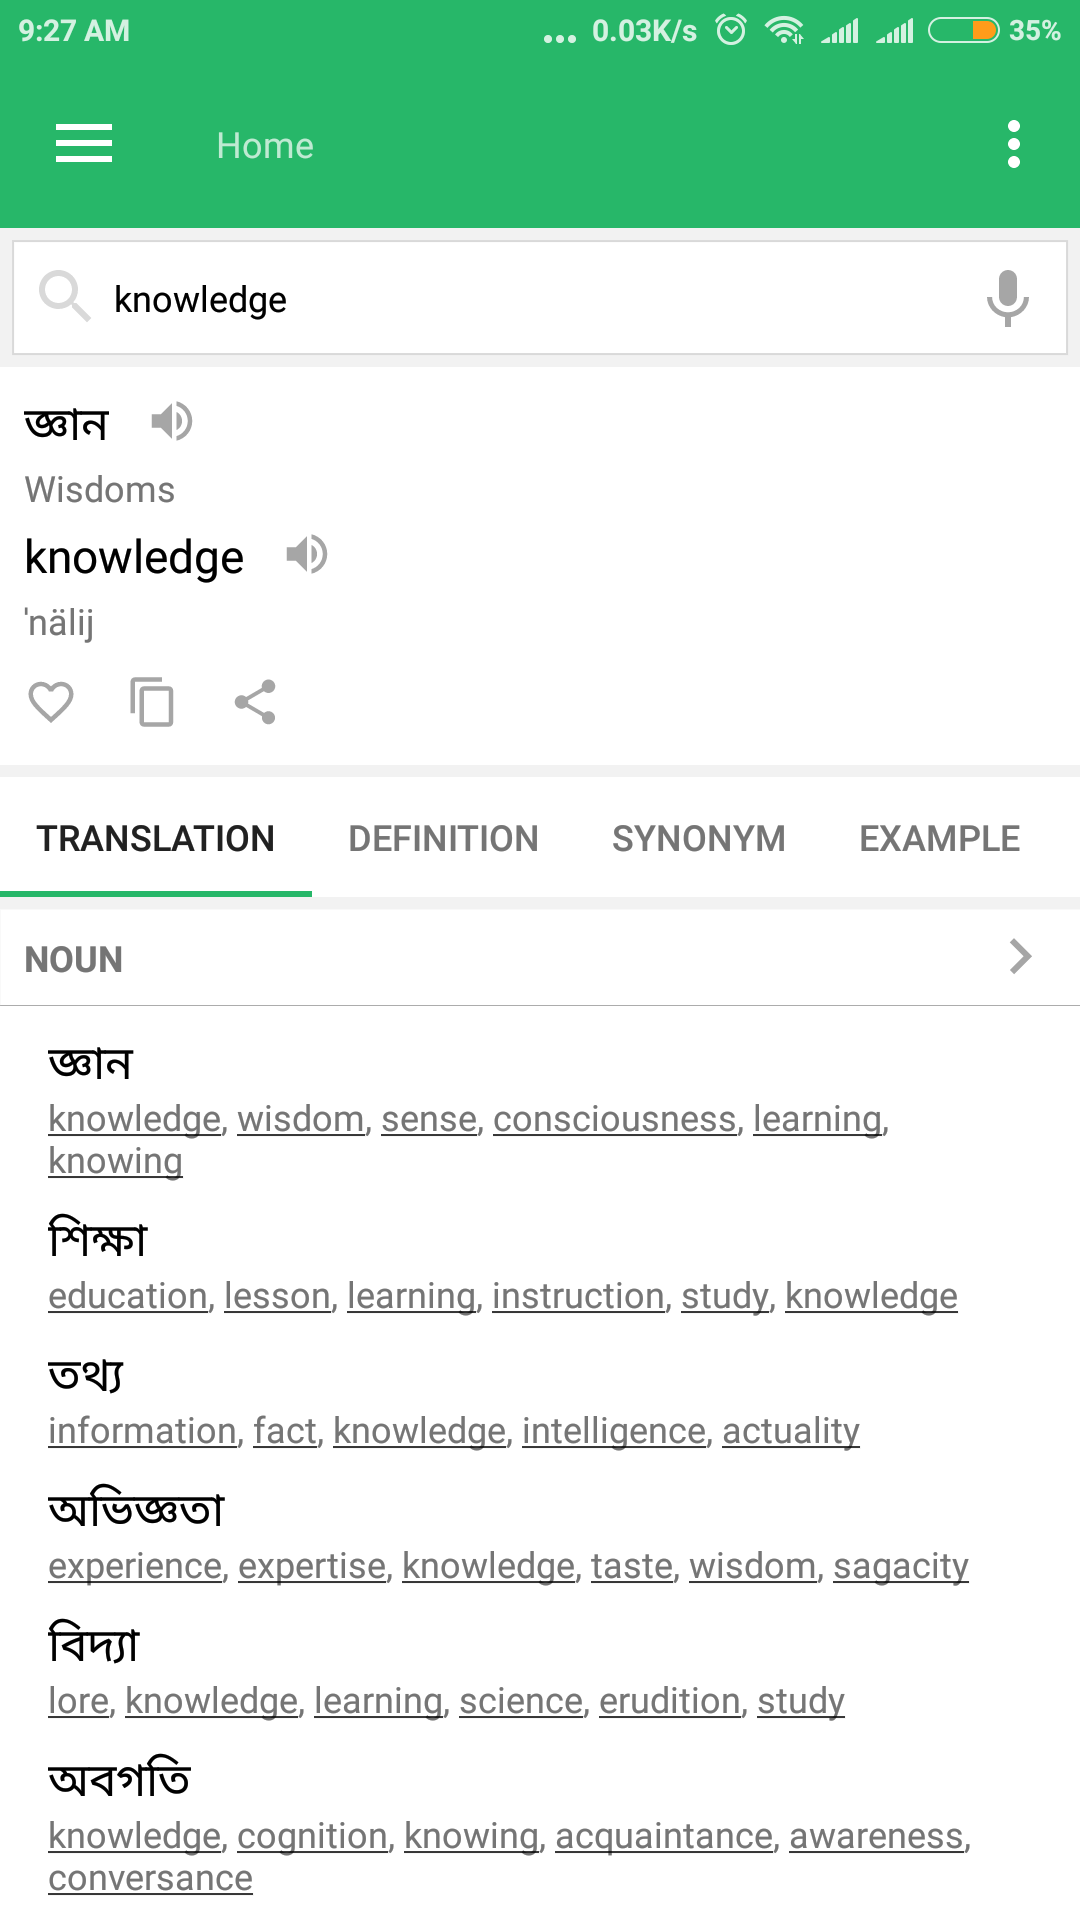 9:27 AM ... 0.03K/s 35%
Home
knowledge
জ্ঞান
Wisdoms
knowledge
'nälij
TRANSLATION DEFINITION SYNONYM EXAMPLE
NOUN
জ্ঞান
knowledge, wisdom, sense, consciousness, learning,
knowing
শিক্ষা
education, lesson, learning, instruction, study, knowledge
তথ্য
information, fact, knowledge, intelligence, actuality
অভিজ্ঞতা
experience, expertise, knowledge, taste, wisdom, sagacity
বিদ্যা
lore, knowledge, learning, science, erudition, study
অবগতি
knowledge, cognition, knowing, acquaintance, awareness,
conversance